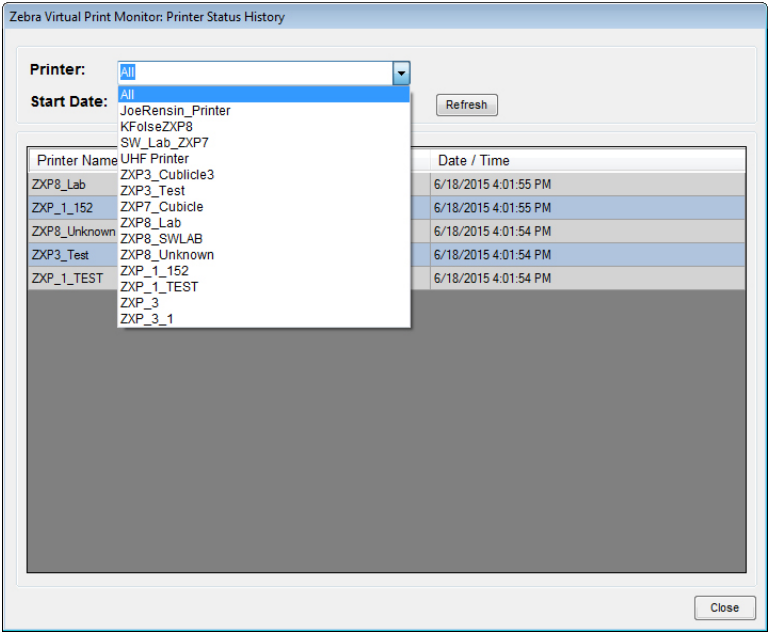 Zebra Virtual Print Monitor: Printer Status History
Printer:
All
Start Date:
Refresh
All
JoeRensin_Printer
KFolseZXP8
SW_Lab_ZXP7
UHF Printer
ZXP3_Cublicle3
ZXP3_Test
ZXP7_Cubicle
ZXP8_Lab
ZXP8_SWLAB
ZXP8_Unknown
ZXP_1_152
ZXP_1_TEST
ZXP_3
ZXP_3_1
Printer Name Date / Time
ZXP8_Lab 6/18/2015 4:01:55 PM
ZXP_1_152 6/18/2015 4:01:55 PM
ZXP8_Unknown 6/18/2015 4:01:54 PM
ZXP3_Test 6/18/2015 4:01:54 PM
ZXP_1_TEST 6/18/2015 4:01:54 PM
Close